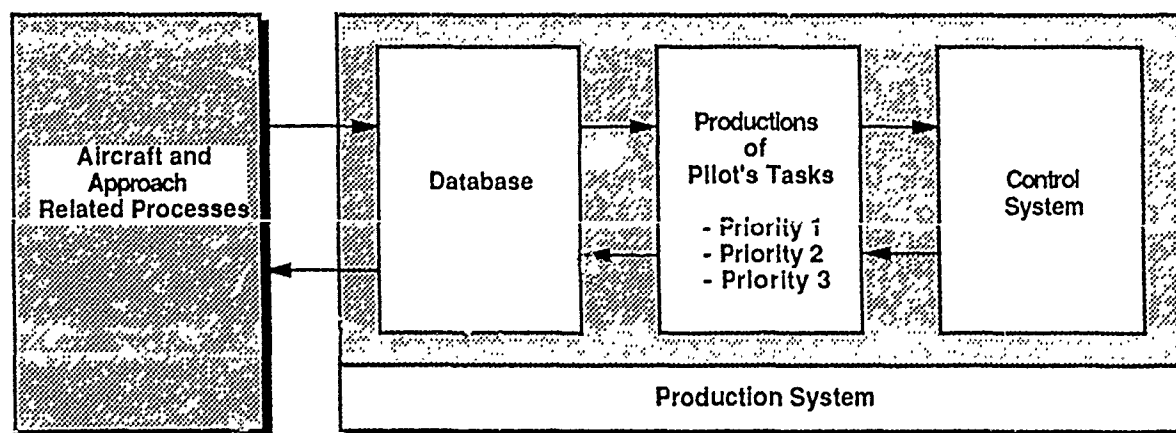 Aircraft and
Approach
Related Processes
Database
Productions
of
Pilot's Tasks
- Priority 1
- Priority 2
- Priority 3
Control
System
Production System